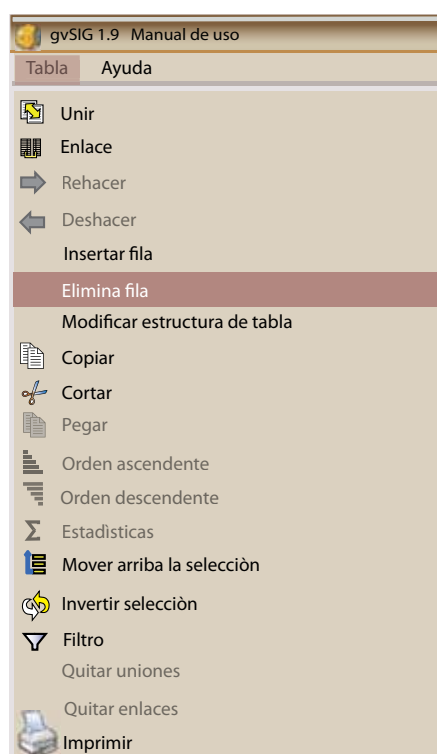 gvSIG 1.9 Manual de uso
Tabla Ayuda
Unir
Enlace
Rehacer
Deshacer
Insertar fila
Elimina fila
Modificar estructura de tabla
Copiar
Cortar
Pegar
Orden ascendente
Orden descendente
Estadìsticas
Mover arriba la selecciòn
Invertir selecciòn
Filtro
Quitar uniones
Quitar enlaces
Imprimir